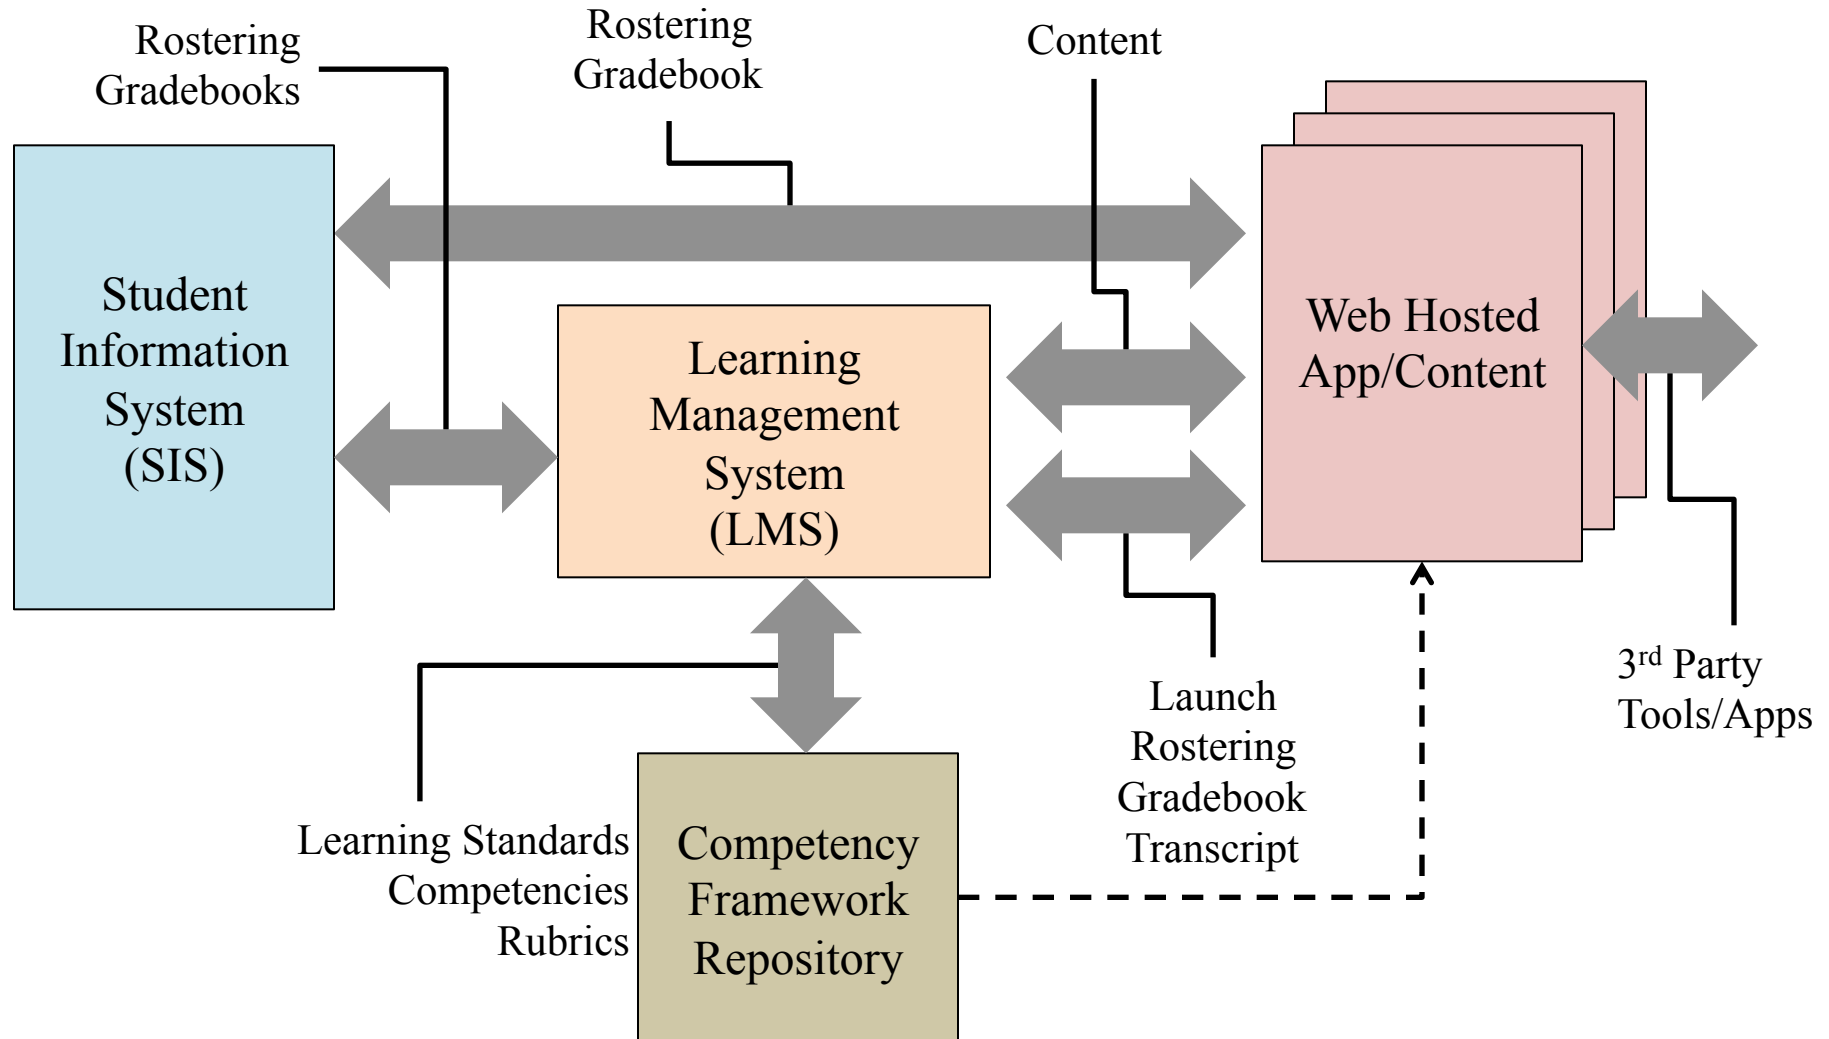 Rostering
Gradebooks
Rostering
Gradebook
Content
Student
Information
System
(SIS)
Learning
Management
System
(LMS)
Web Hosted
App/Content
3rd Party
Tools/Apps
Launch
Rostering
Gradebook
Transcript
Learning Standards
Competencies
Rubrics
Competency
Framework
Repository